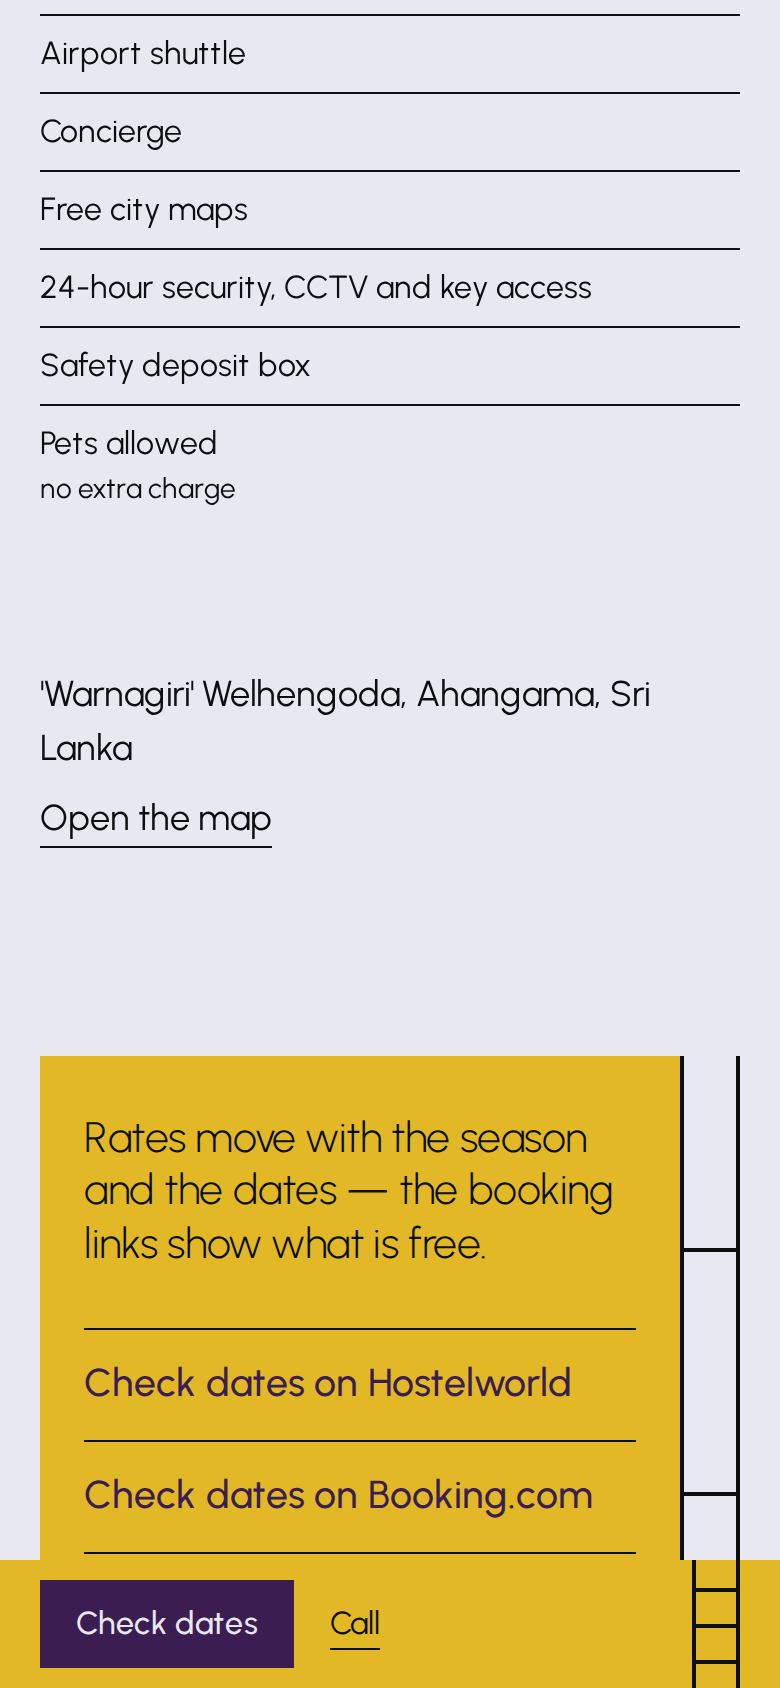 Airport shuttle
Concierge
Free city maps
24-hour security, CCTV and key access
Safety deposit box
Pets allowed
no extra charge
'Warnagiri' Welhengoda, Ahangama, Sri
Lanka
Open the map
Rates move with the season
and the dates — the booking
links show what is free.
Check dates on Hostelworld
Check dates on Booking.com
Check dates
Call